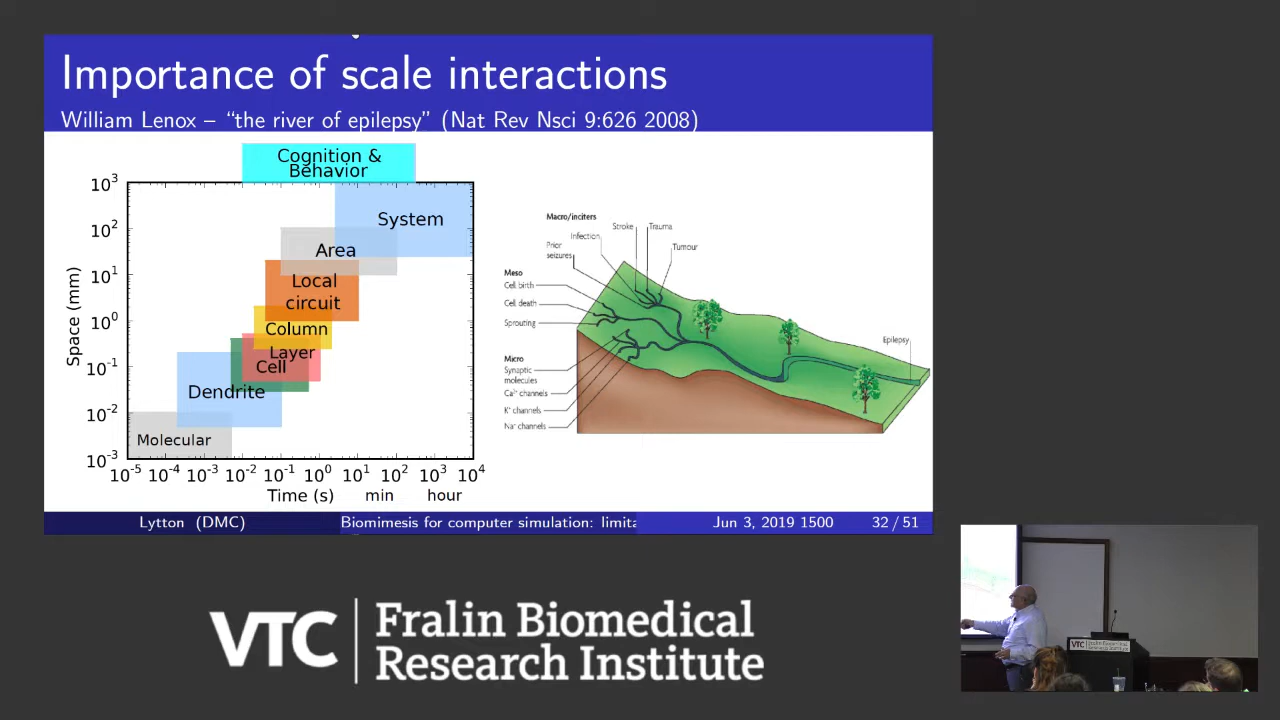 Importance of scale interactions
William Lenox – “the river of epilepsy” (Nat Rev Nsci 9:626 2008)
Cognition &
Behavior
System
Area
Local
circuit
Column
Layer
Cell
Dendrite
Molecular
Space (mm)
10³
10²
10¹
10⁰
10⁻¹
10⁻²
10⁻³
10⁻⁵ 10⁻⁴ 10⁻³ 10⁻² 10⁻¹ 10⁰ 10¹ 10² 10³ 10⁴
Time (s) min hour
Macro/inciters
Stroke
Trauma
Infection
Tumour
Prior
seizures
Meso
Cell birth
Cell death
Sprouting
Micro
Synaptic
molecules
Ca²⁺ channels
K⁺ channels
Na⁺ channels
Epilepsy
Lytton (DMC) Biomimesis for computer simulation: limita Jun 3, 2019 1500 32 / 51
VTC
Fralin Biomedical
Research Institute
VTC